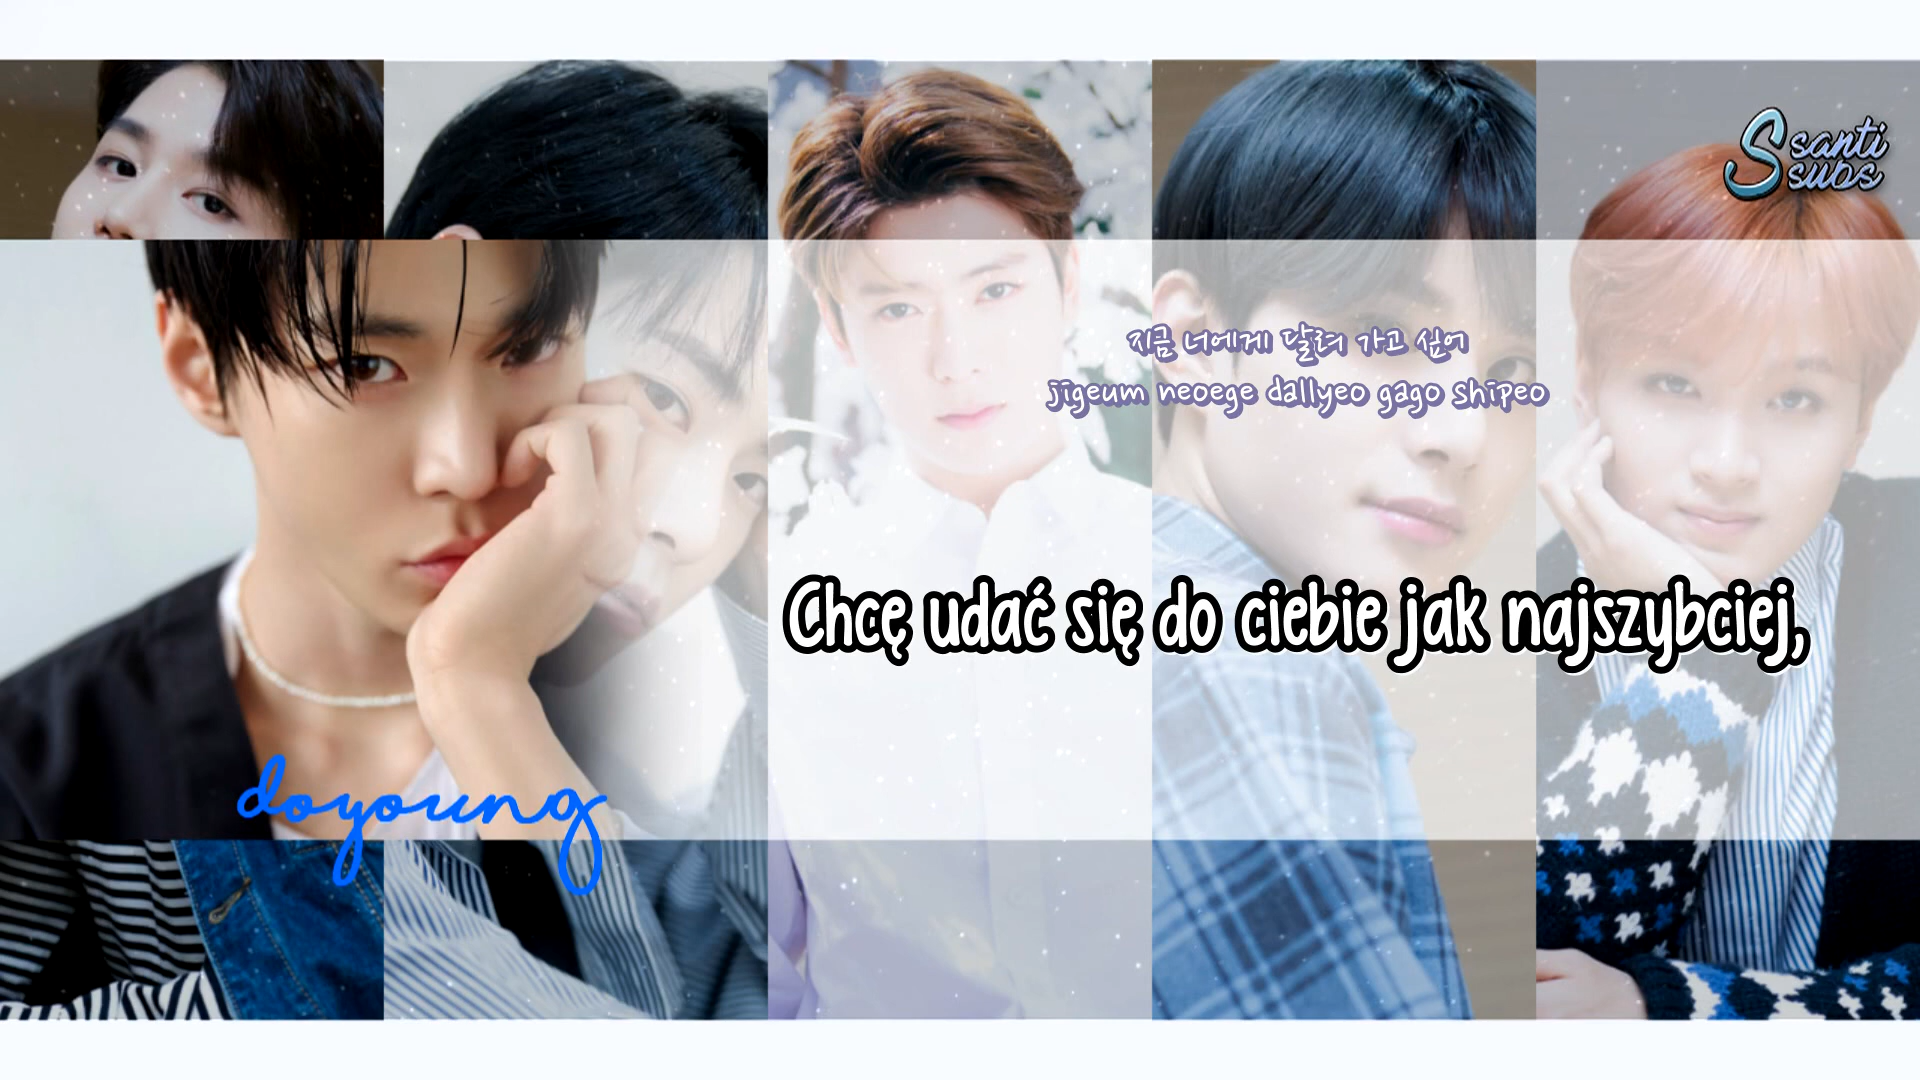 Ssanti
subs
지금 너에게 달려 가고 싶어
jigeum neoege dallyeo gago shipeo
Chcę udać się do ciebie jak najszybciej,
doyoung